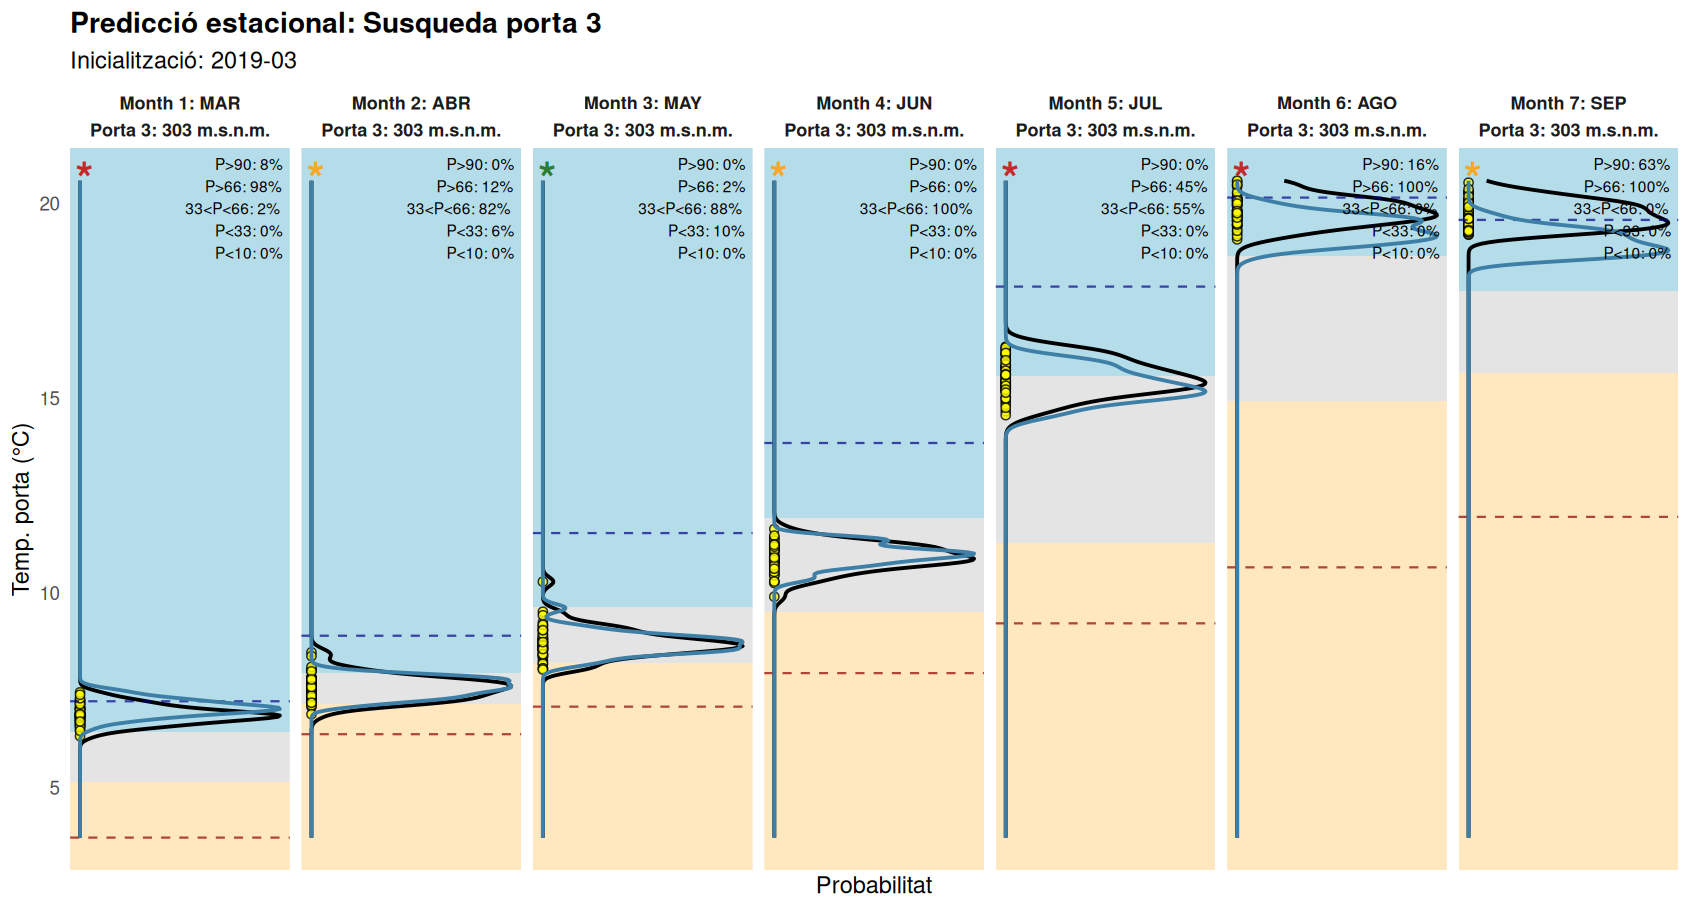 Predicció estacional: Susqueda porta 3
Inicialització: 2019-03
Month 1: MAR
Porta 3: 303 m.s.n.m.
Month 2: ABR
Porta 3: 303 m.s.n.m.
Month 3: MAY
Porta 3: 303 m.s.n.m.
Month 4: JUN
Porta 3: 303 m.s.n.m.
Month 5: JUL
Porta 3: 303 m.s.n.m.
Month 6: AGO
Porta 3: 303 m.s.n.m.
Month 7: SEP
Porta 3: 303 m.s.n.m.
Temp. porta (°C)
20
15
10
5
*
P>90: 8%
P>66: 98%
33<P<66: 2%
P<33: 0%
P<10: 0%
*
P>90: 0%
P>66: 12%
33<P<66: 82%
P<33: 6%
P<10: 0%
*
P>90: 0%
P>66: 2%
33<P<66: 88%
P<33: 10%
P<10: 0%
*
P>90: 0%
P>66: 0%
33<P<66: 100%
P<33: 0%
P<10: 0%
*
P>90: 0%
P>66: 45%
33<P<66: 55%
P<33: 0%
P<10: 0%
*
P>90: 16%
P>66: 100%
33<P<66: 0%
P<33: 0%
P<10: 0%
*
P>90: 63%
P>66: 100%
33<P<66: 0%
P<33: 0%
P<10: 0%
Probabilitat